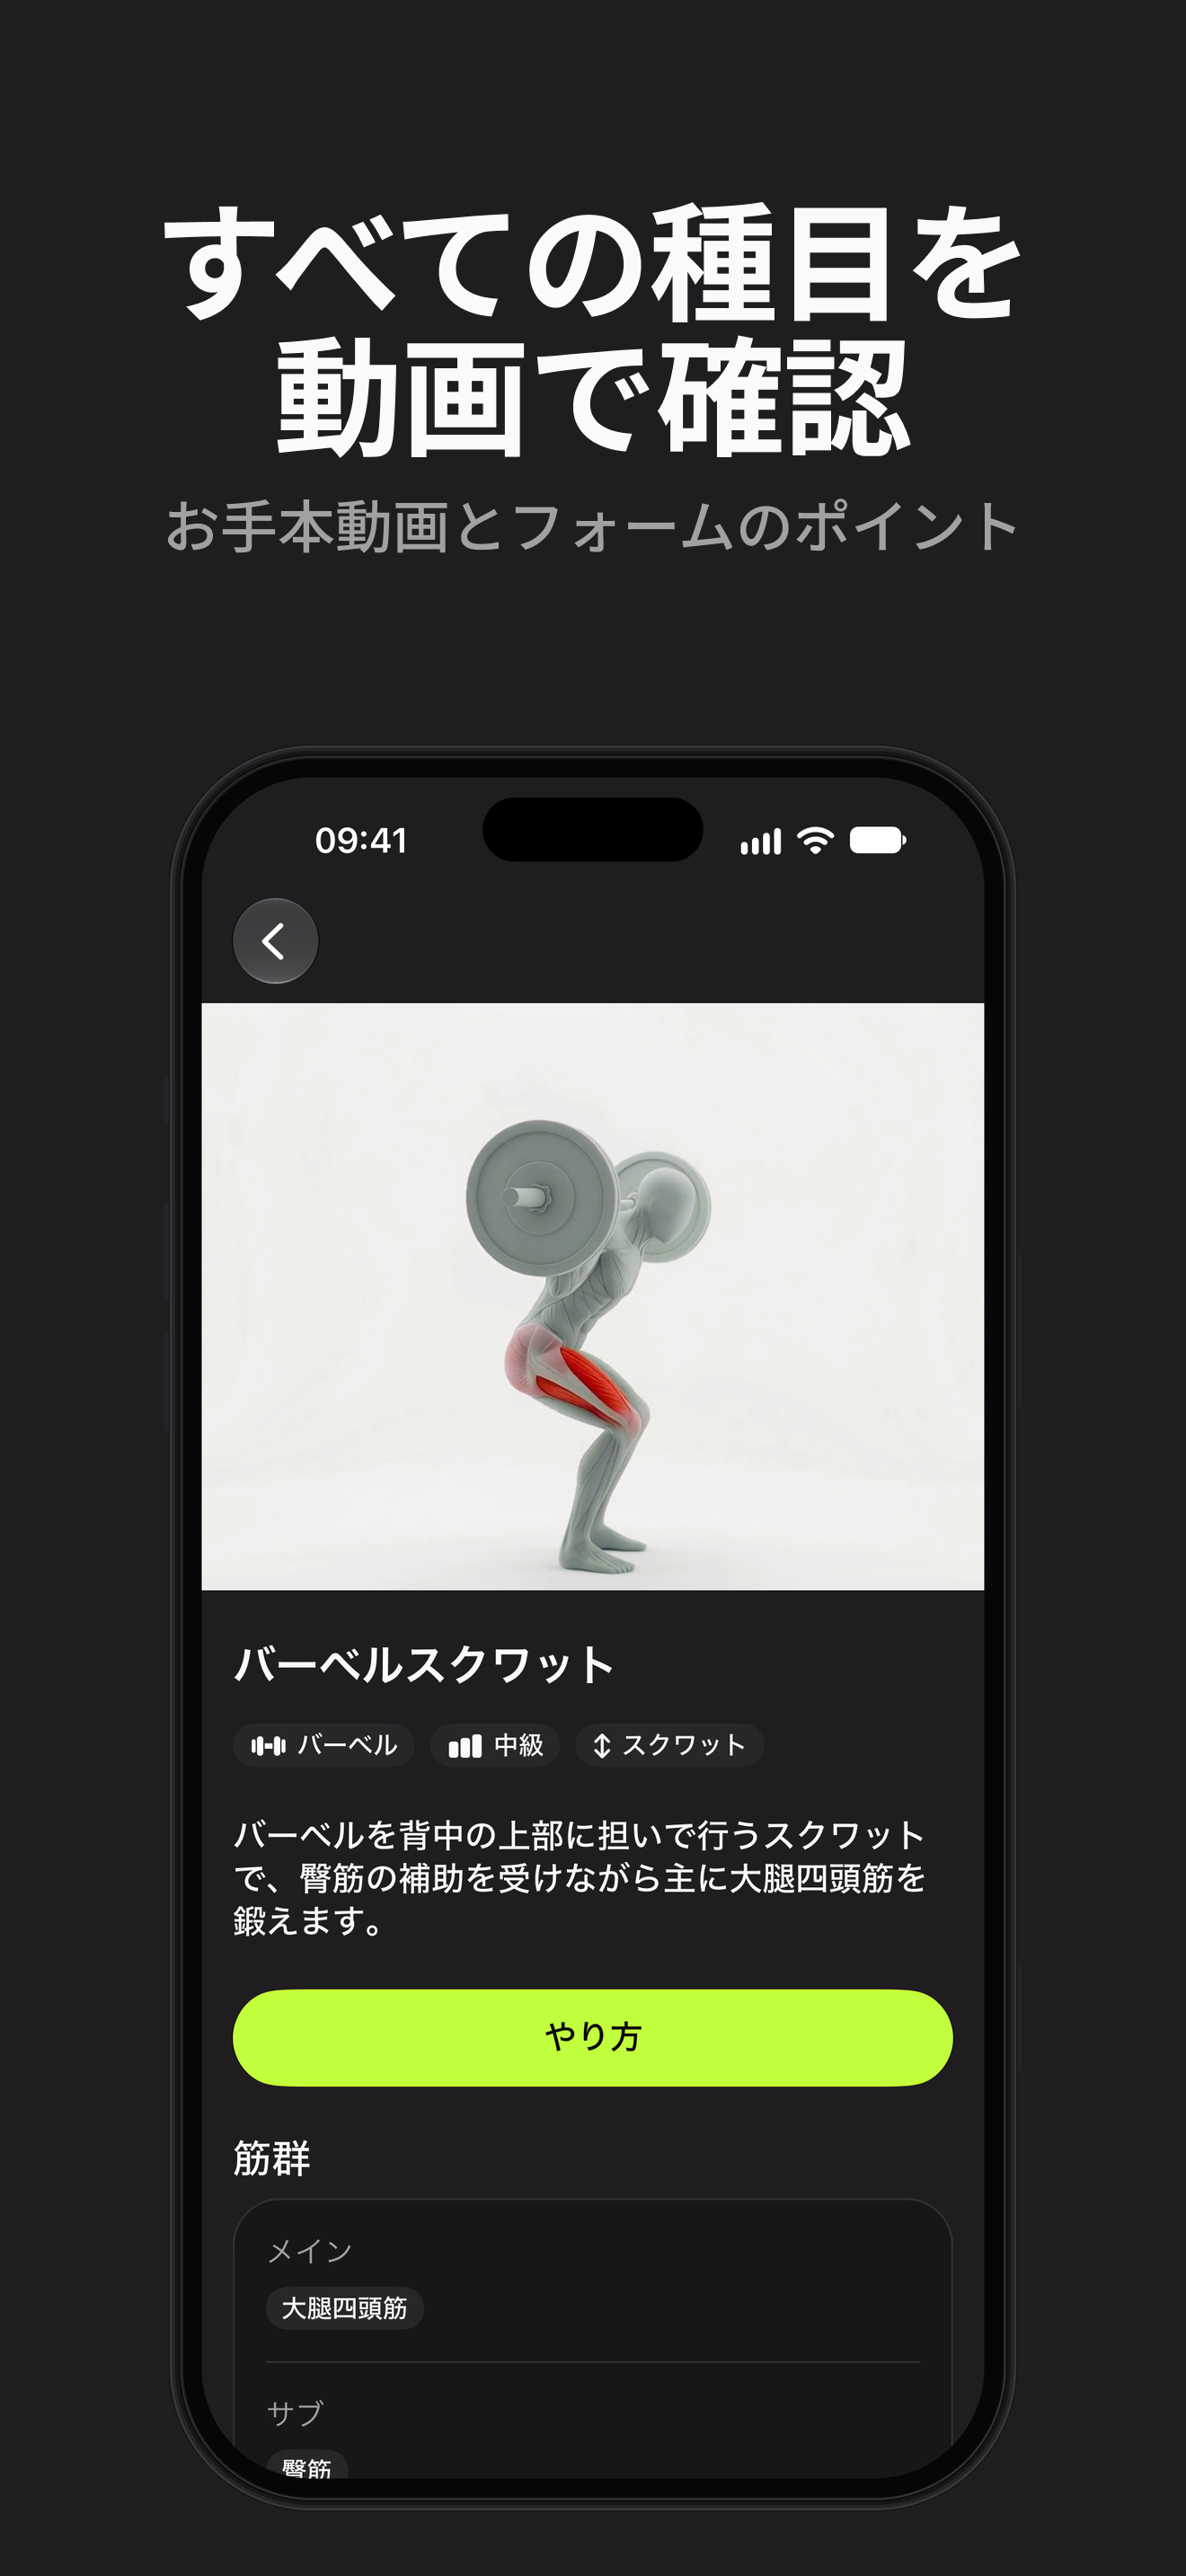 すべての種目を
動画で確認
お手本動画とフォームのポイント
09:41
バーベルスクワット
バーベル 中級 スクワット
バーベルを背中の上部に担いで行うスクワット
で、臀筋の補助を受けながら主に大腿四頭筋を
鍛えます。
やり方
筋群
メイン
大腿四頭筋
サブ
臀筋